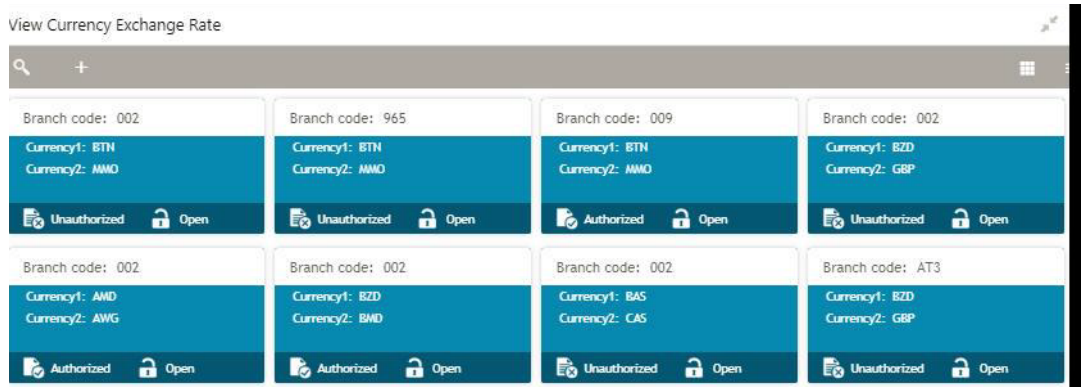 View Currency Exchange Rate
Branch code: 002
Currency1: BTN
Currency2: MMO
Unauthorized Open
Branch code: 965
Currency1: BTN
Currency2: MMO
Unauthorized Open
Branch code: 009
Currency1: BTN
Currency2: MMO
Authorized Open
Branch code: 002
Currency1: BZD
Currency2: GBP
Unauthorized Open
Branch code: 002
Currency1: AMD
Currency2: AWG
Authorized Open
Branch code: 002
Currency1: BZD
Currency2: BMD
Authorized Open
Branch code: 002
Currency1: BAS
Currency2: CAS
Unauthorized Open
Branch code: AT3
Currency1: BZD
Currency2: GBP
Unauthorized Open